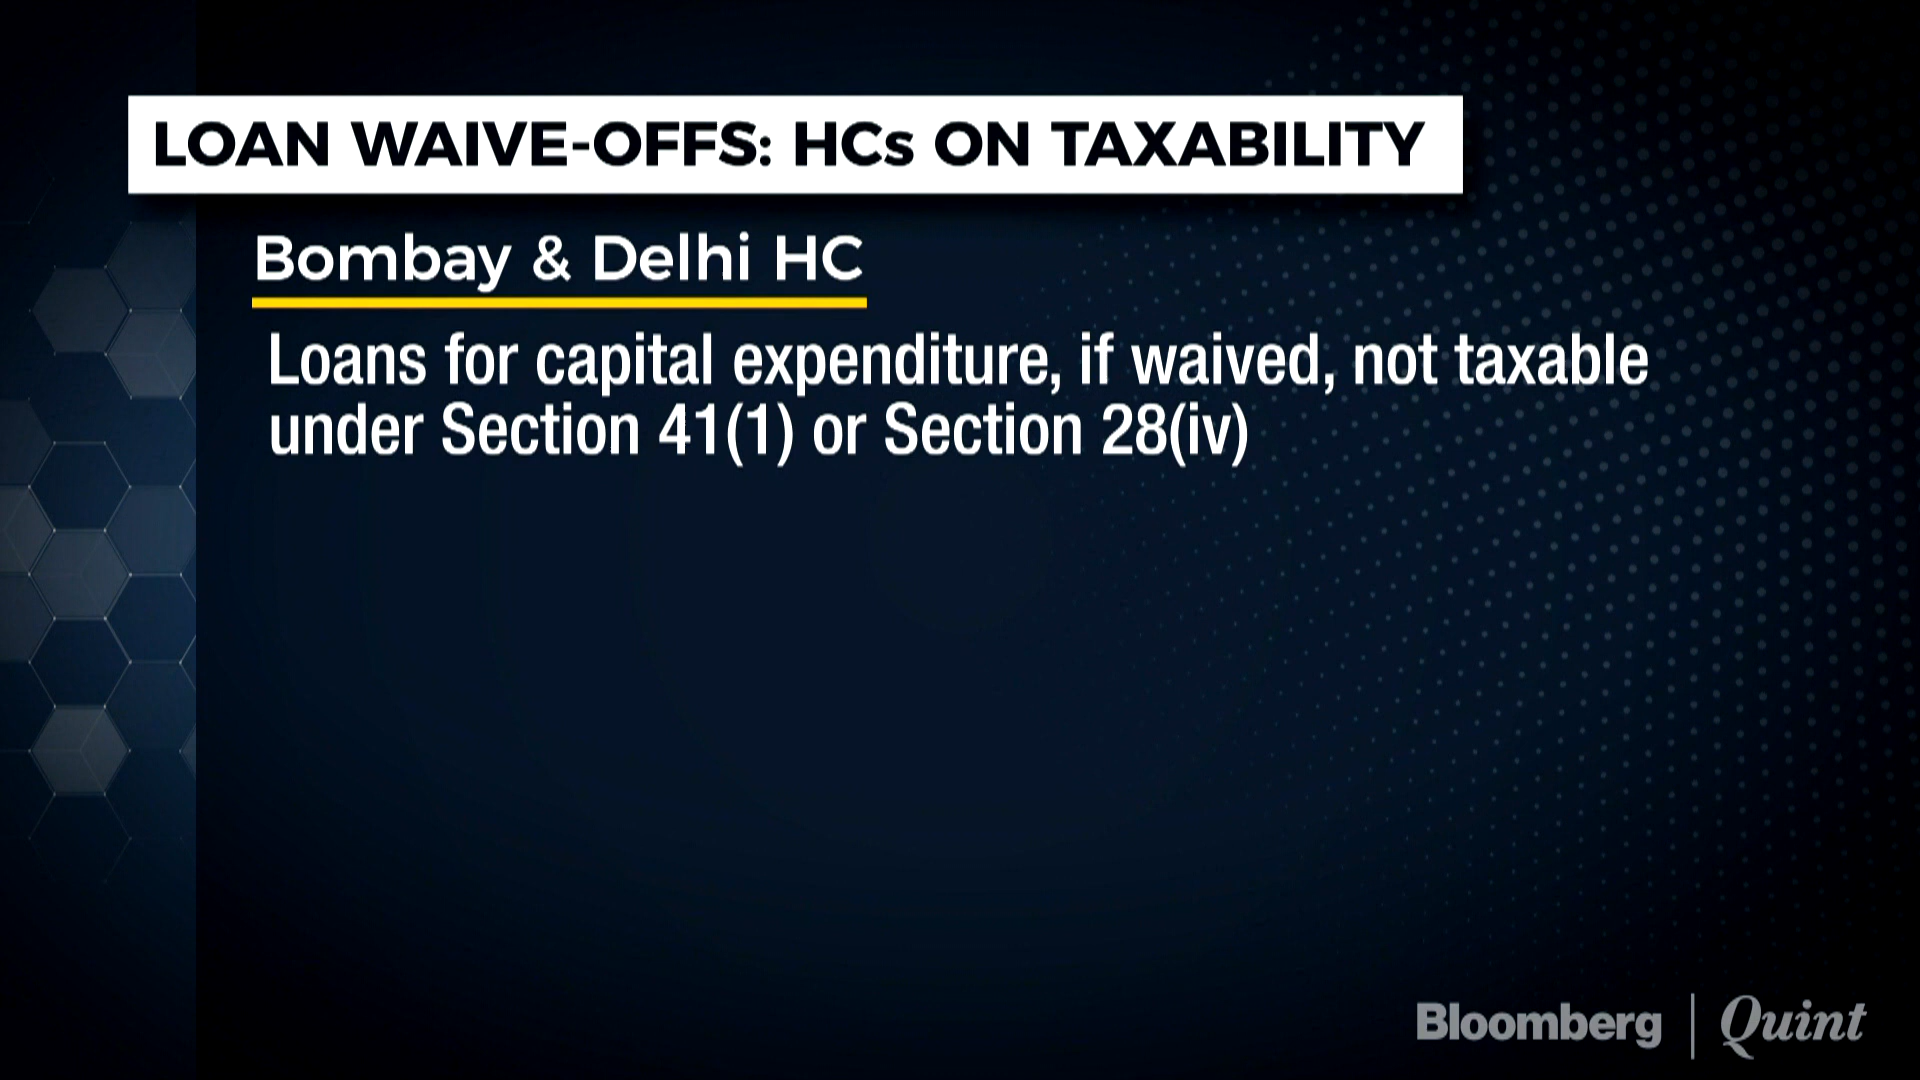 LOAN WAIVE-OFFS: HCs ON TAXABILITY
Bombay & Delhi HC
Loans for capital expenditure, if waived, not taxable
under Section 41(1) or Section 28(iv)
Bloomberg | Quint